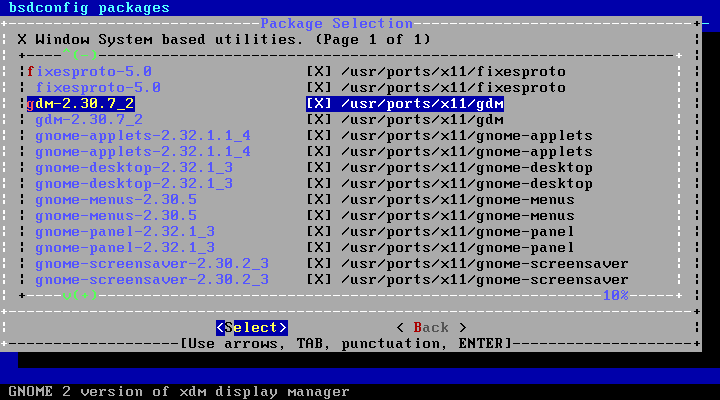 bsdconfig packages
Package Selection
X Window System based utilities. (Page 1 of 1)
^(-)
fixesproto-5.0 [X] /usr/ports/x11/fixesproto
fixesproto-5.0 [X] /usr/ports/x11/fixesproto
gdm-2.30.7_2 [X] /usr/ports/x11/gdm
gdm-2.30.7_2 [X] /usr/ports/x11/gdm
gnome-applets-2.32.1.1_4 [X] /usr/ports/x11/gnome-applets
gnome-applets-2.32.1.1_4 [X] /usr/ports/x11/gnome-applets
gnome-desktop-2.32.1_3 [X] /usr/ports/x11/gnome-desktop
gnome-desktop-2.32.1_3 [X] /usr/ports/x11/gnome-desktop
gnome-menus-2.30.5 [X] /usr/ports/x11/gnome-menus
gnome-menus-2.30.5 [X] /usr/ports/x11/gnome-menus
gnome-panel-2.32.1_3 [X] /usr/ports/x11/gnome-panel
gnome-panel-2.32.1_3 [X] /usr/ports/x11/gnome-panel
gnome-screensaver-2.30.2_3 [X] /usr/ports/x11/gnome-screensaver
gnome-screensaver-2.30.2_3 [X] /usr/ports/x11/gnome-screensaver
v(+) 10%
<Select> < Back >
[Use arrows, TAB, punctuation, ENTER]
GNOME 2 version of xdm display manager